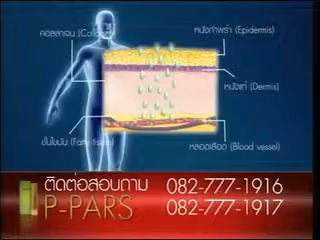 คอลลาเจน (Collagen)
หนังกำพร้า (Epidermis)
หนังแท้ (Dermis)
ชั้นไขมัน (Fatty tissue)
หลอดเลือด (Blood vessel)
ติดต่อสอบถาม 082-777-1916
P-PARS 082-777-1917